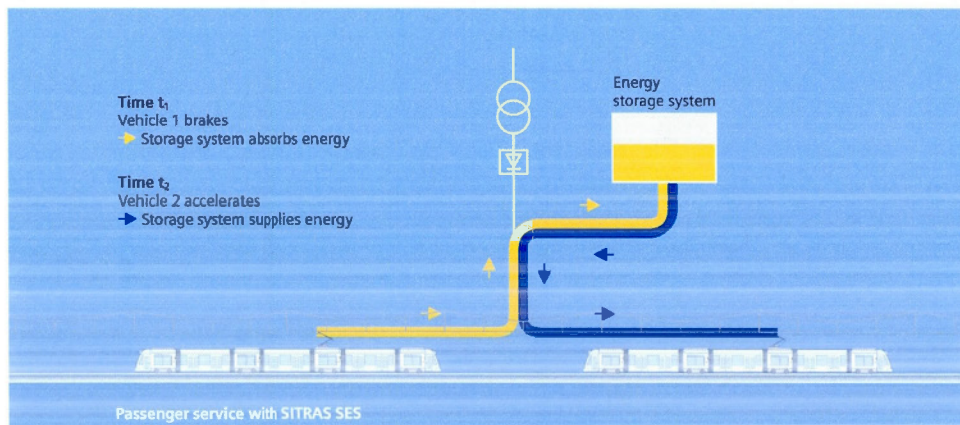 Time t₁
Vehicle 1 brakes
Storage system absorbs energy
Time t₂
Vehicle 2 accelerates
Storage system supplies energy
Energy
storage system
Passenger service with SITRAS SES